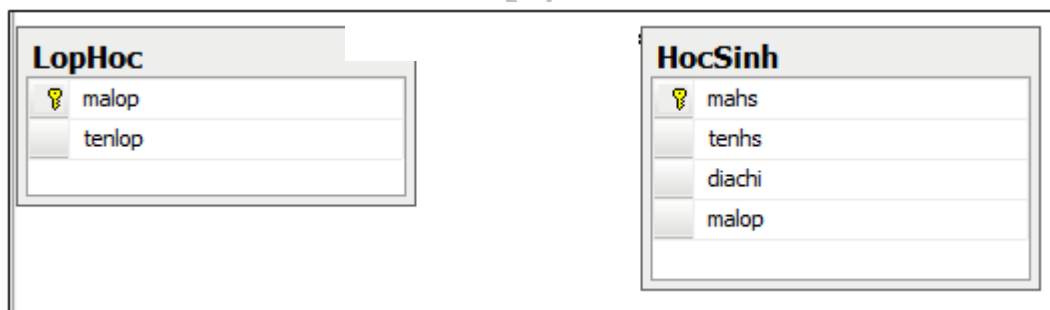 LopHoc
malop
tenlop
HocSinh
mahs
tenhs
diachi
malop